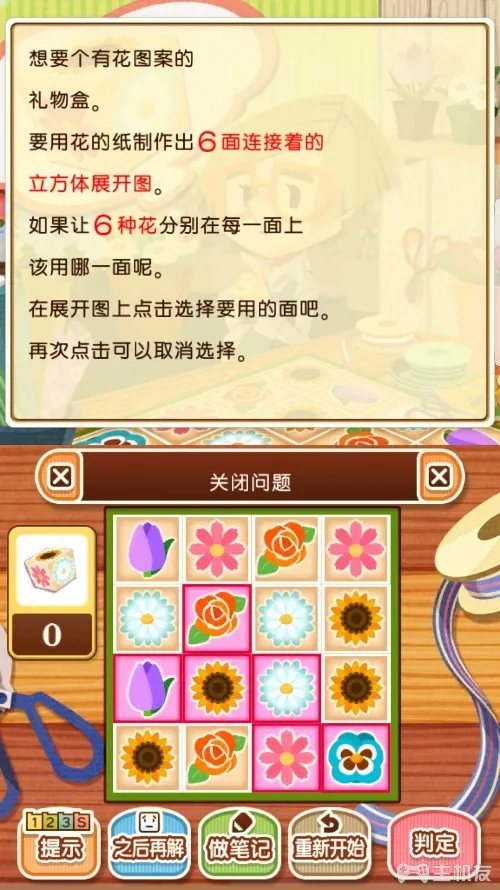 想要个有花图案的
礼物盒。
要用花的纸制作出6面连接着的
立方体展开图。
如果让6种花分别在每一面上
该用哪一面呢。
在展开图上点击选择要用的面吧。
再次点击可以取消选择。
关闭问题
0
123S
提示
之后再解
做笔记
重新开始
判定
主机友